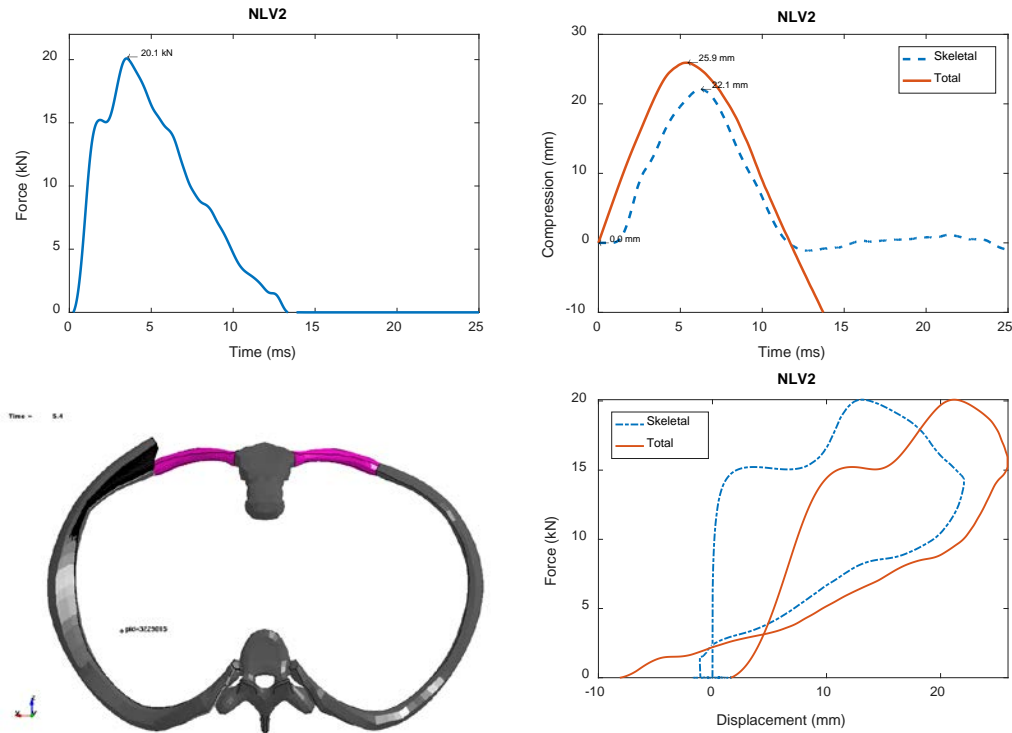 NLV2
20
15
10
5
0
Force (kN)
20.1 kN
0
5
10
15
20
25
Time (ms)
NLV2
30
20
10
0
-10
Compression (mm)
25.9 mm
22.1 mm
0.0 mm
Skeletal
Total
0
5
10
15
20
25
Time (ms)
Time = 5.4
NLV2
20
15
10
5
0
Force (kN)
Skeletal
Total
-10
0
10
20
Displacement (mm)